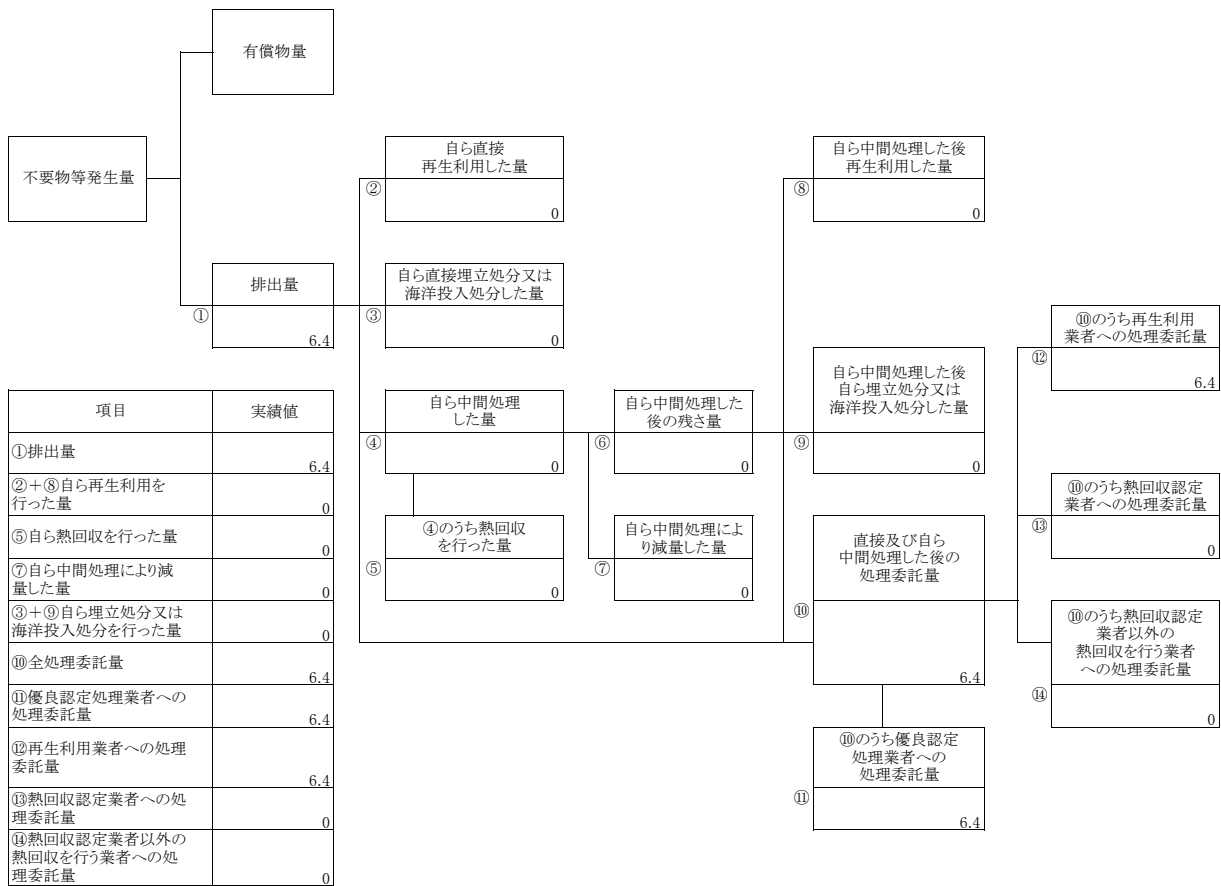 有償物量
不要物等発生量
排出量
①
6.4
自ら直接
再生利用した量
②
0
自ら直接埋立処分又は
海洋投入処分した量
③
0
自ら中間処理
した量
④
0
④のうち熱回収
を行った量
⑤
0
自ら中間処理した
後の残さ量
⑥
0
自ら中間処理によ
り減量した量
⑦
0
自ら中間処理した後
再生利用した量
⑧
0
自ら中間処理した後
自ら埋立処分又は
海洋投入処分した量
⑨
0
直接及び自ら
中間処理した後の
処理委託量
⑩
6.4
⑩のうち優良認定
処理業者への
処理委託量
⑪
6.4
⑩のうち再生利用
業者への処理委託量
⑫
6.4
⑩のうち熱回収認定
業者への処理委託量
⑬
0
⑩のうち熱回収認定
業者以外の
熱回収を行う業者
への処理委託量
⑭
0
項目 実績値
①排出量
6.4
②＋⑧自ら再生利用を
行った量
0
⑤自ら熱回収を行った量
0
⑦自ら中間処理により減
量した量
0
③＋⑨自ら埋立処分又は
海洋投入処分を行った量
0
⑩全処理委託量
6.4
⑪優良認定処理業者への
処理委託量
6.4
⑫再生利用業者への処理
委託量
6.4
⑬熱回収認定業者への処
理委託量
0
⑭熱回収認定業者以外の
熱回収を行う業者への処
理委託量
0